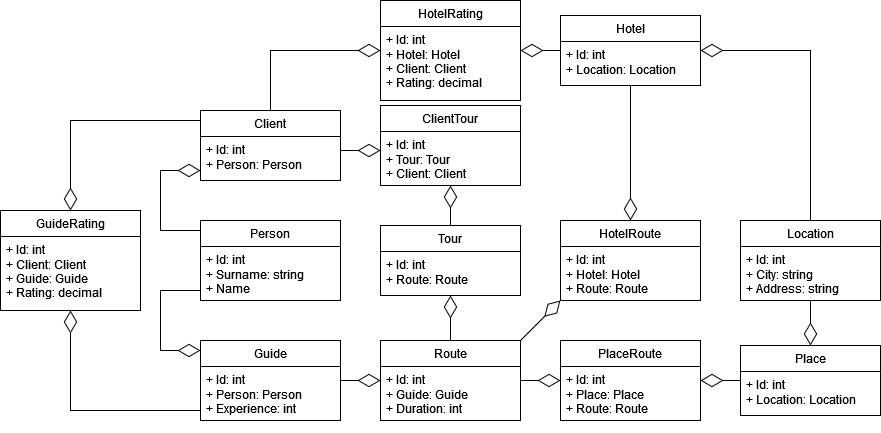 HotelRating
+ Id: int
+ Hotel: Hotel
+ Client: Client
+ Rating: decimal
Hotel
+ Id: int
+ Location: Location
Client
+ Id: int
+ Person: Person
ClientTour
+ Id: int
+ Tour: Tour
+ Client: Client
GuideRating
+ Id: int
+ Client: Client
+ Guide: Guide
+ Rating: decimal
Person
+ Id: int
+ Surname: string
+ Name
Tour
+ Id: int
+ Route: Route
HotelRoute
+ Id: int
+ Hotel: Hotel
+ Route: Route
Location
+ Id: int
+ City: string
+ Address: string
Guide
+ Id: int
+ Person: Person
+ Experience: int
Route
+ Id: int
+ Guide: Guide
+ Duration: int
PlaceRoute
+ Id: int
+ Place: Place
+ Route: Route
Place
+ Id: int
+ Location: Location